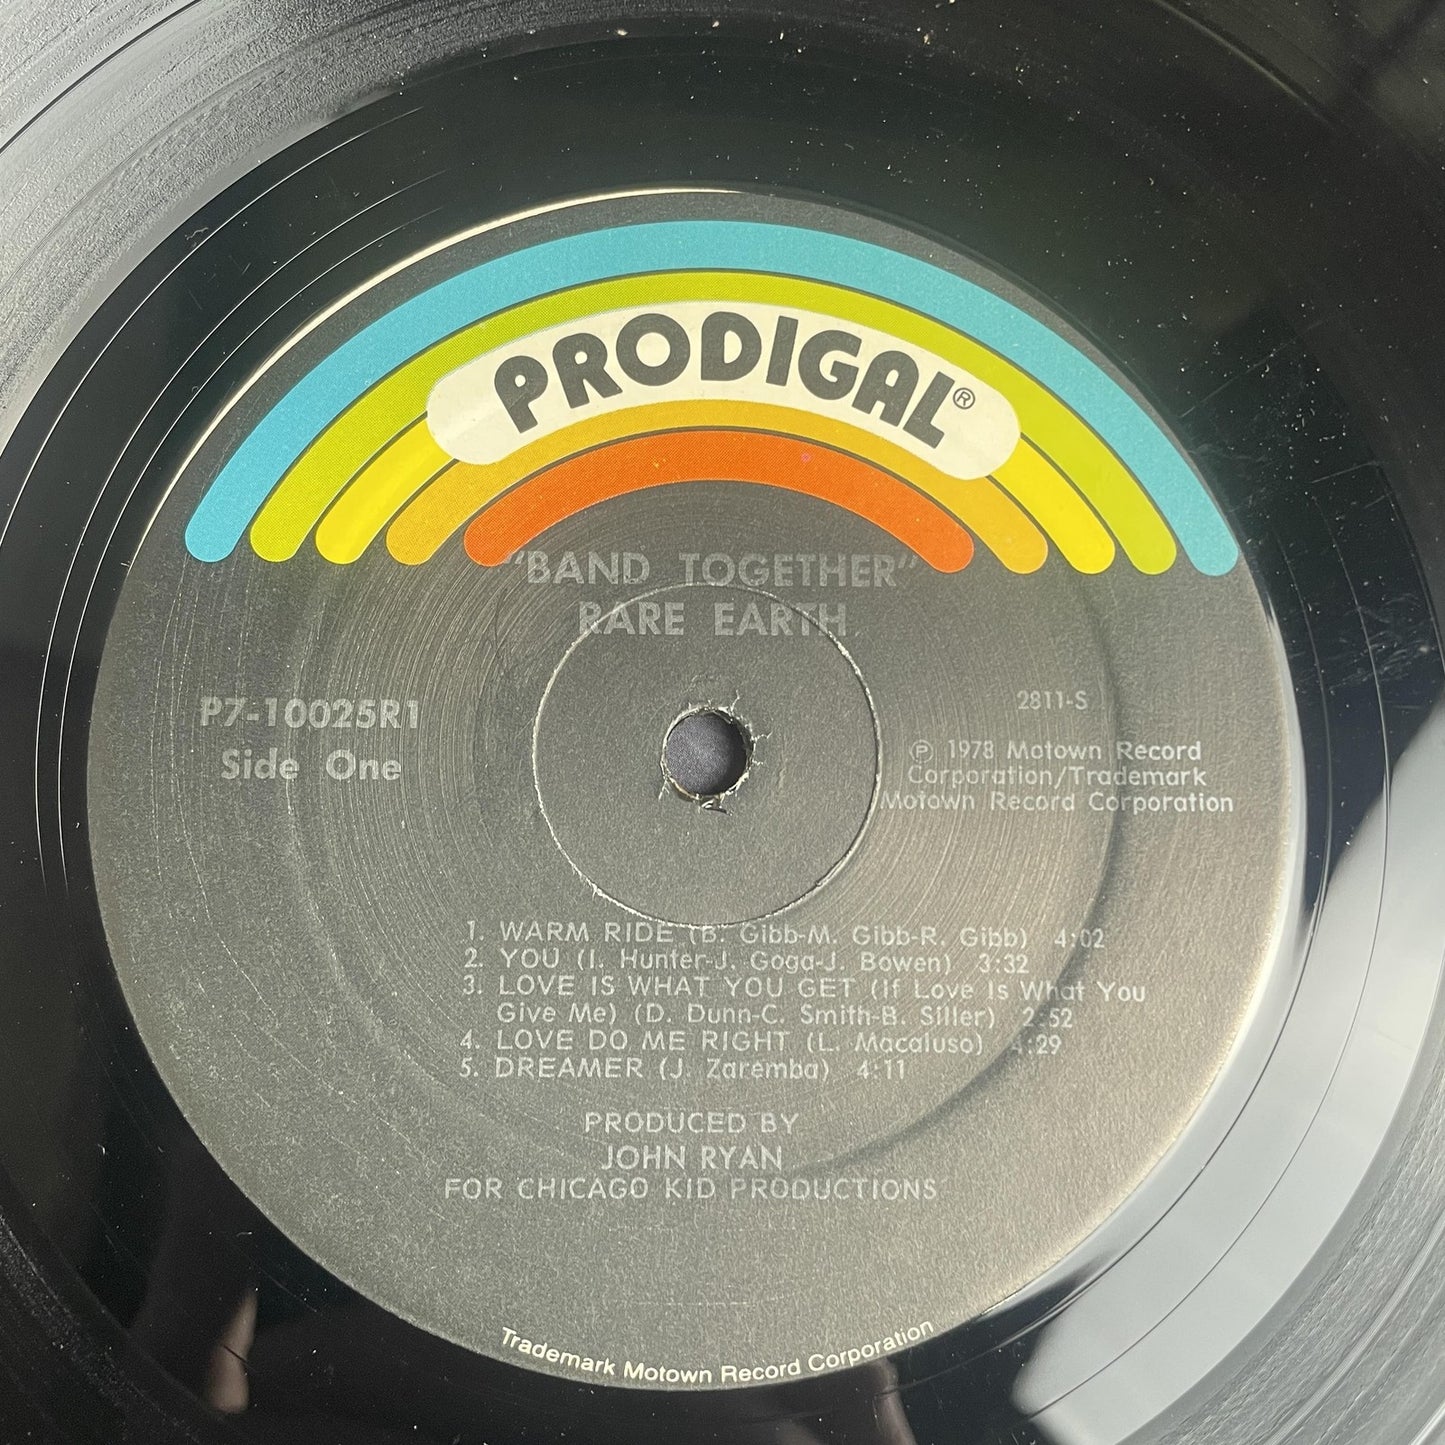 PRODIGAL®
"BAND TOGETHER"
RARE EARTH
P7-10025R1
Side One
2811-S
℗ 1978 Motown Record
Corporation/Trademark
Motown Record Corporation
1. WARM RIDE (B. Gibb-M. Gibb-R. Gibb) 4:02
2. YOU (I. Hunter-J. Goga-J. Bowen) 3:32
3. LOVE IS WHAT YOU GET (If Love Is What You
Give Me) (D. Dunn-C. Smith-B. Siller) 2:52
4. LOVE DO ME RIGHT (L. Macaluso) 4:29
5. DREAMER (J. Zaremba) 4:11
PRODUCED BY
JOHN RYAN
FOR CHICAGO KID PRODUCTIONS
Trademark Motown Record Corporation